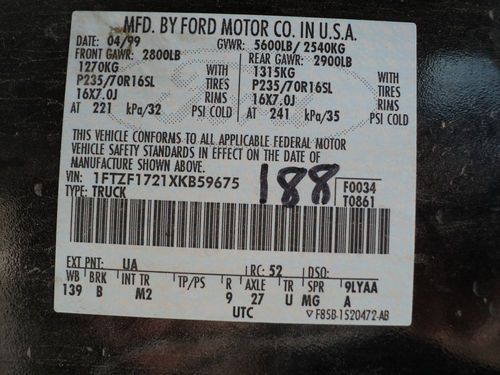 MFD. BY FORD MOTOR CO. IN U.S.A.
DATE: 04/99 GVWR: 5600LB/ 2540KG
FRONT GAWR: 2800LB REAR GAWR: 2900LB
1270KG WITH 1315KG WITH
P235/70R16SL TIRES P235/70R16SL TIRES
16X7.0J RIMS 16X7.0J RIMS
AT 221 kPa/32 PSI COLD AT 241 kPa/35 PSI COLD
THIS VEHICLE CONFORMS TO ALL APPLICABLE FEDERAL MOTOR
VEHICLE SAFETY STANDARDS IN EFFECT ON THE DATE OF
MANUFACTURE SHOWN ABOVE.
VIN: 1FTZF1721XKB59675 188 F0034
TYPE: TRUCK T0861
EXT PNT: UA RC: 52 DSO:
WB BRK INT TR TP/PS R AXLE TR SPR 9LYAA
139 B M2 9 27 U MG A
UTC ▽ F85B-1520472-AB